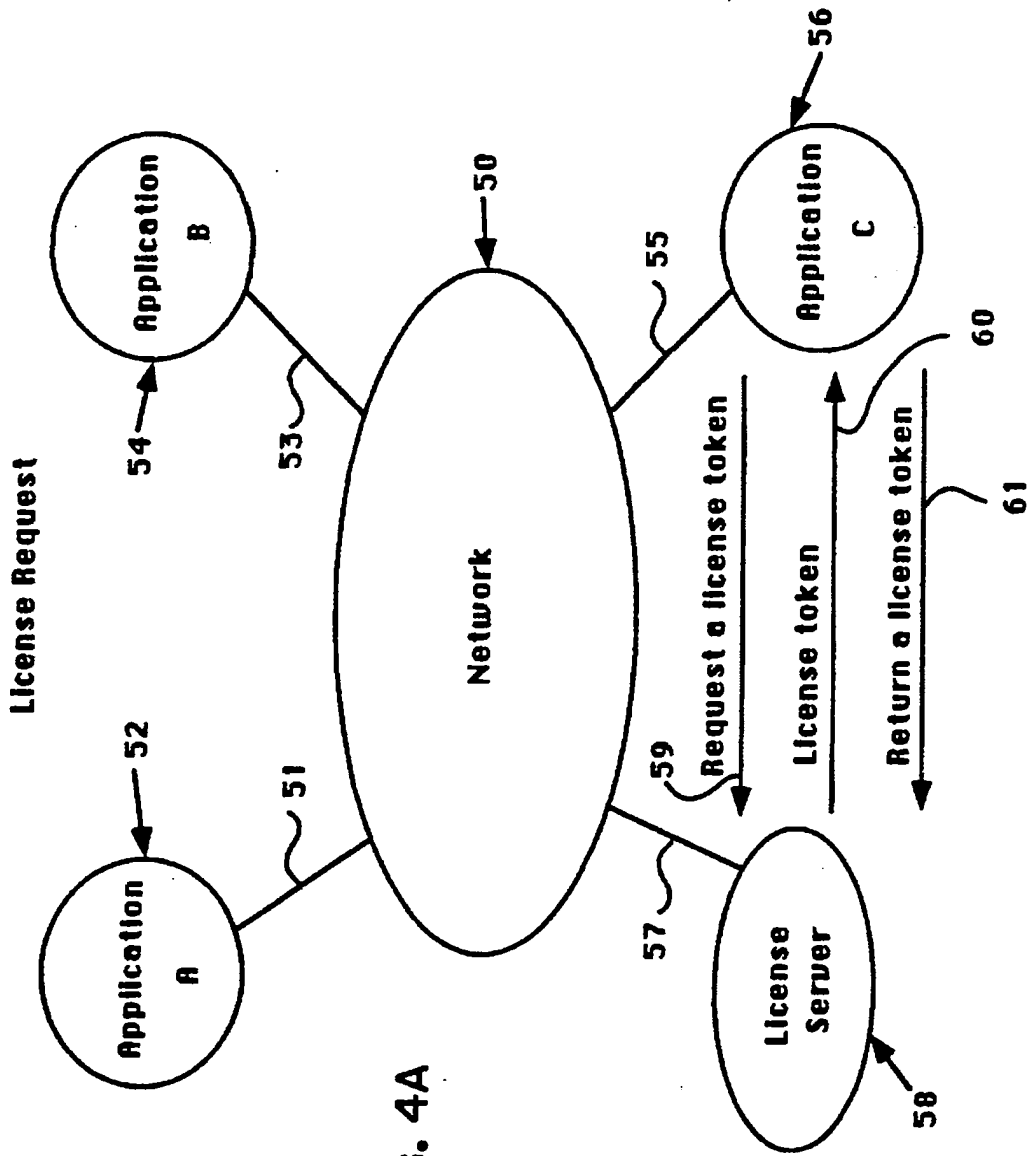 License Request
52
Application
A
51
54
Application
B
53
Network
50
57
License
Server
58
55
Application
C
56
59
Request a license token
License token
60
Return a license token
61
. 4A